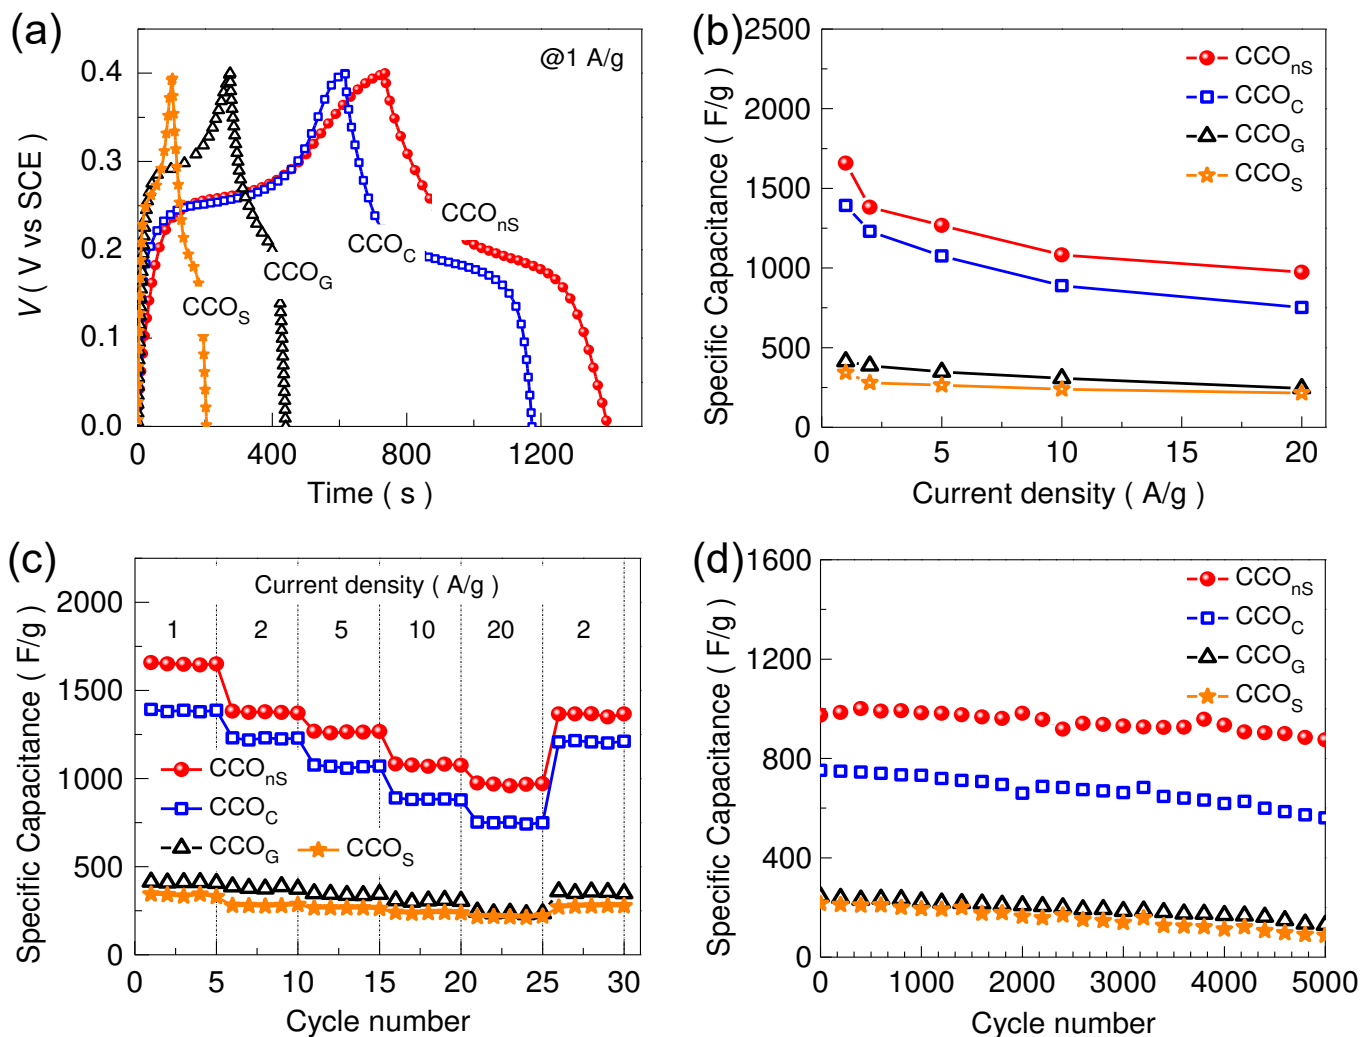 (a)
@1 A/g
0.4
0.3
0.2
0.1
0.0
V ( V vs SCE )
CCOnS
CCOC
CCOG
CCOS
0 400 800 1200
Time ( s )
(b)
2500
2000
1500
1000
500
0
Specific Capacitance ( F/g )
CCOnS
CCOC
CCOG
CCOS
0 5 10 15 20
Current density ( A/g )
(c)
Current density ( A/g )
1 2 5 10 20 2
2000
1500
1000
500
0
Specific Capacitance ( F/g )
CCOnS
CCOC
CCOG CCOS
0 5 10 15 20 25 30
Cycle number
(d)
1600
1200
800
400
0
Specific Capacitance ( F/g )
CCOnS
CCOC
CCOG
CCOS
0 1000 2000 3000 4000 5000
Cycle number